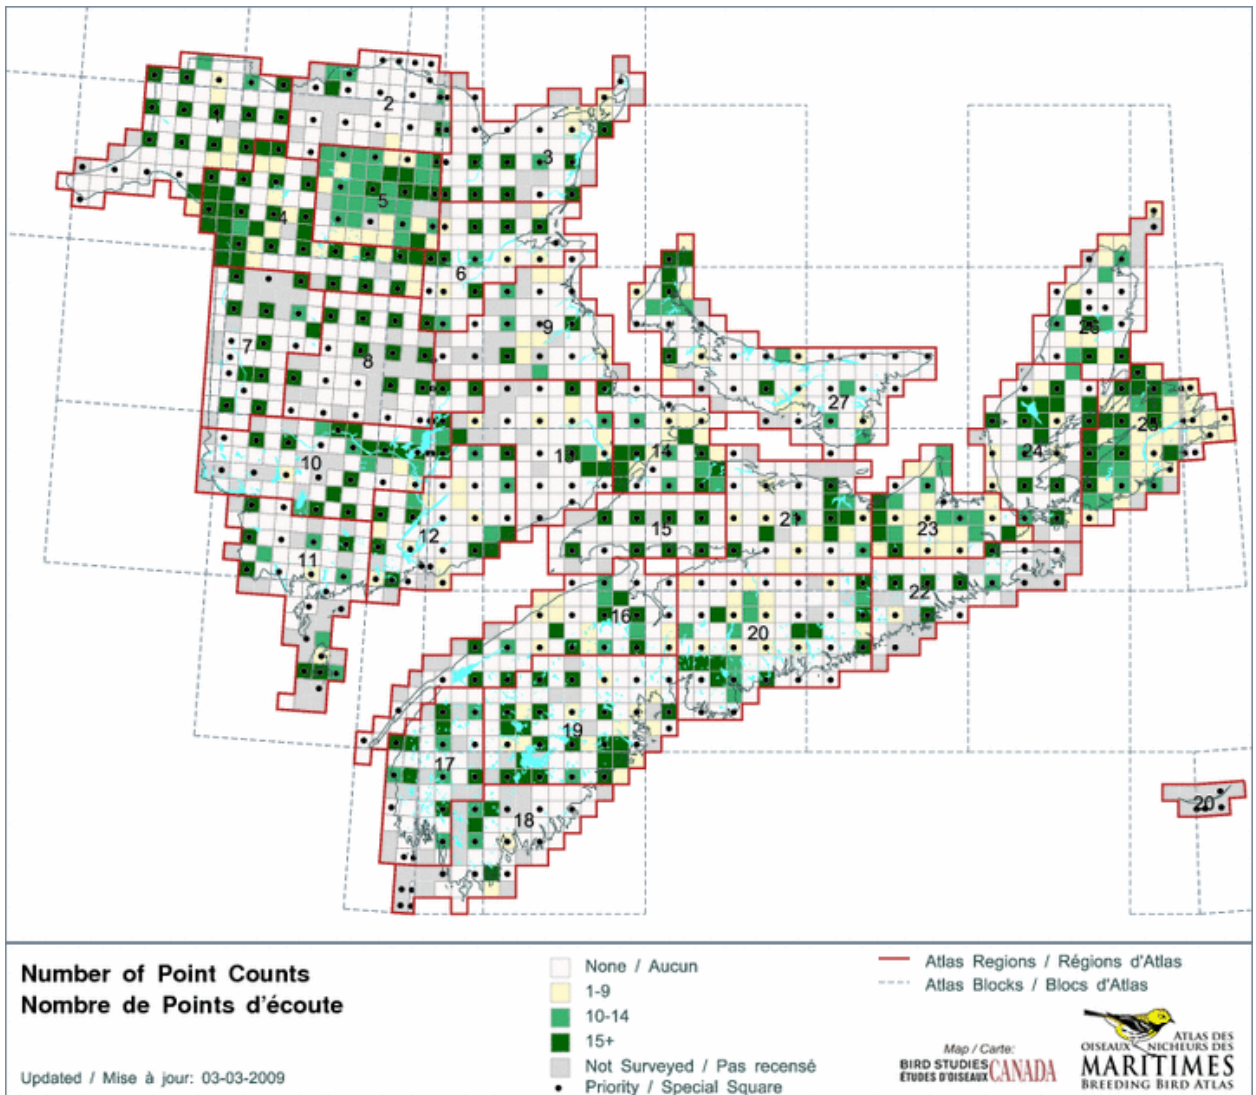 1
2
3
4
5
6
7
8
9
10
11
12
13
14
15
16
17
18
19
20
21
22
23
24
25
26
27
20
Number of Point Counts
Nombre de Points d'écoute
Updated / Mise à jour: 03-03-2009
None / Aucun
1-9
10-14
15+
Not Surveyed / Pas recensé
Priority / Special Square
Atlas Regions / Régions d'Atlas
Atlas Blocks / Blocs d'Atlas
Map / Carte:
BIRD STUDIES
ÉTUDES D'OISEAUX CANADA
ATLAS DES
OISEAUX NICHEURS DES
MARITIMES
BREEDING BIRD ATLAS